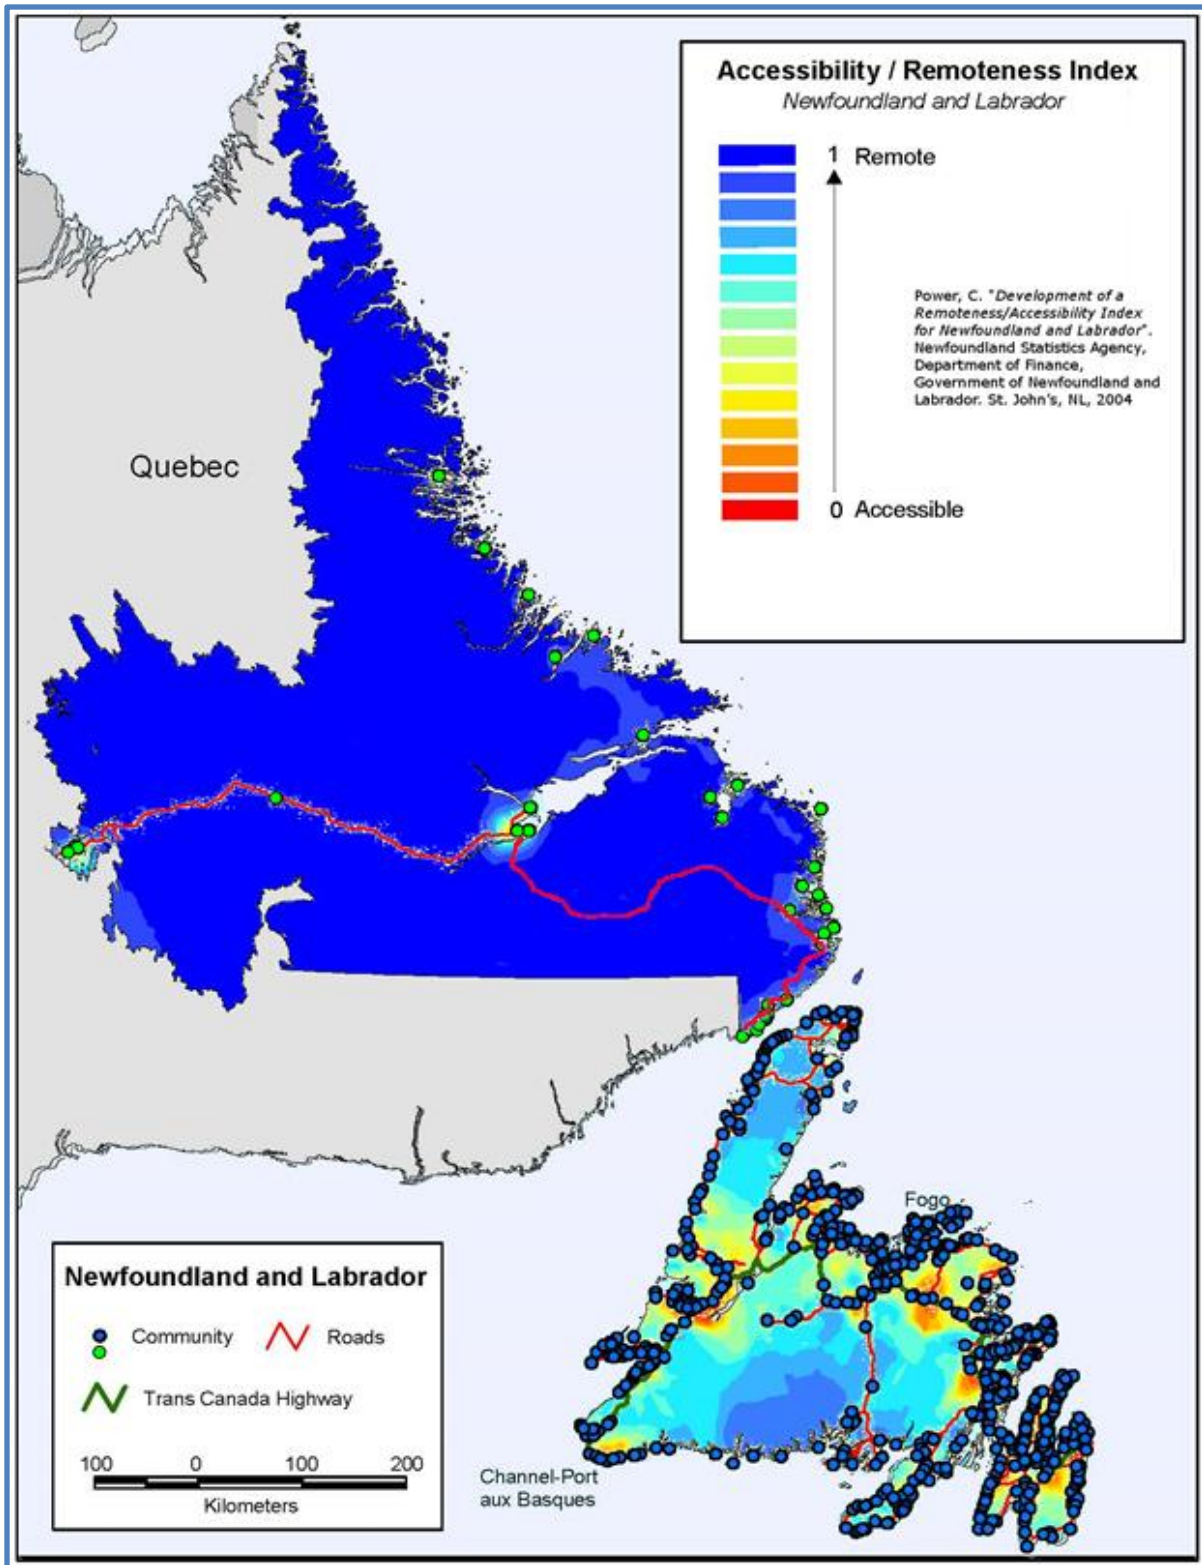 Accessibility / Remoteness Index
Newfoundland and Labrador
1 Remote
Power, C. "Development of a
Remoteness/Accessibility Index
for Newfoundland and Labrador".
Newfoundland Statistics Agency,
Department of Finance,
Government of Newfoundland and
Labrador. St. John's, NL, 2004
0 Accessible
Quebec
Fogo
Newfoundland and Labrador
Community
Roads
Trans Canada Highway
100 0 100 200
Kilometers
Channel-Port
aux Basques